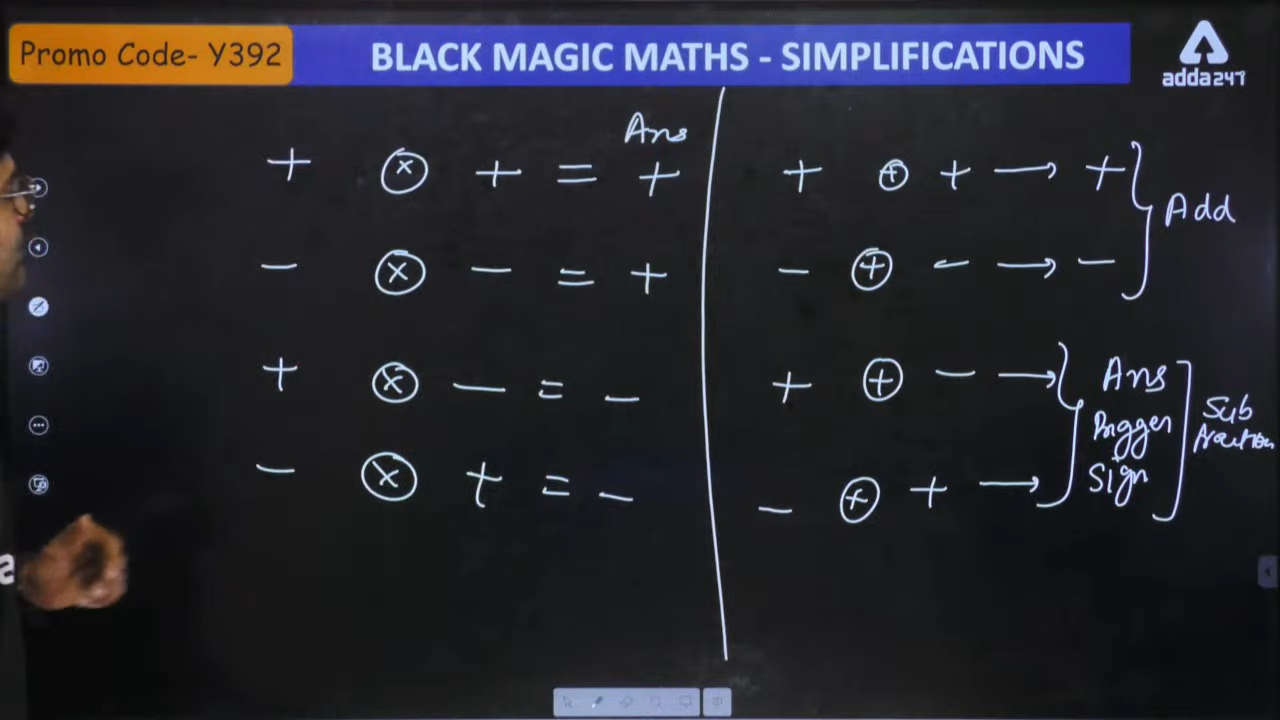 Promo Code- Y392
BLACK MAGIC MATHS - SIMPLIFICATIONS
adda247
Ans
+ ⊗ + = +
- ⊗ - = +
+ ⊗ - = -
- ⊗ + = -
+ ⊕ + → +
- ⊕ - → -
Add
+ ⊕ - →
- ⊕ + →
Ans
Bigger
Sign
Sub
traction